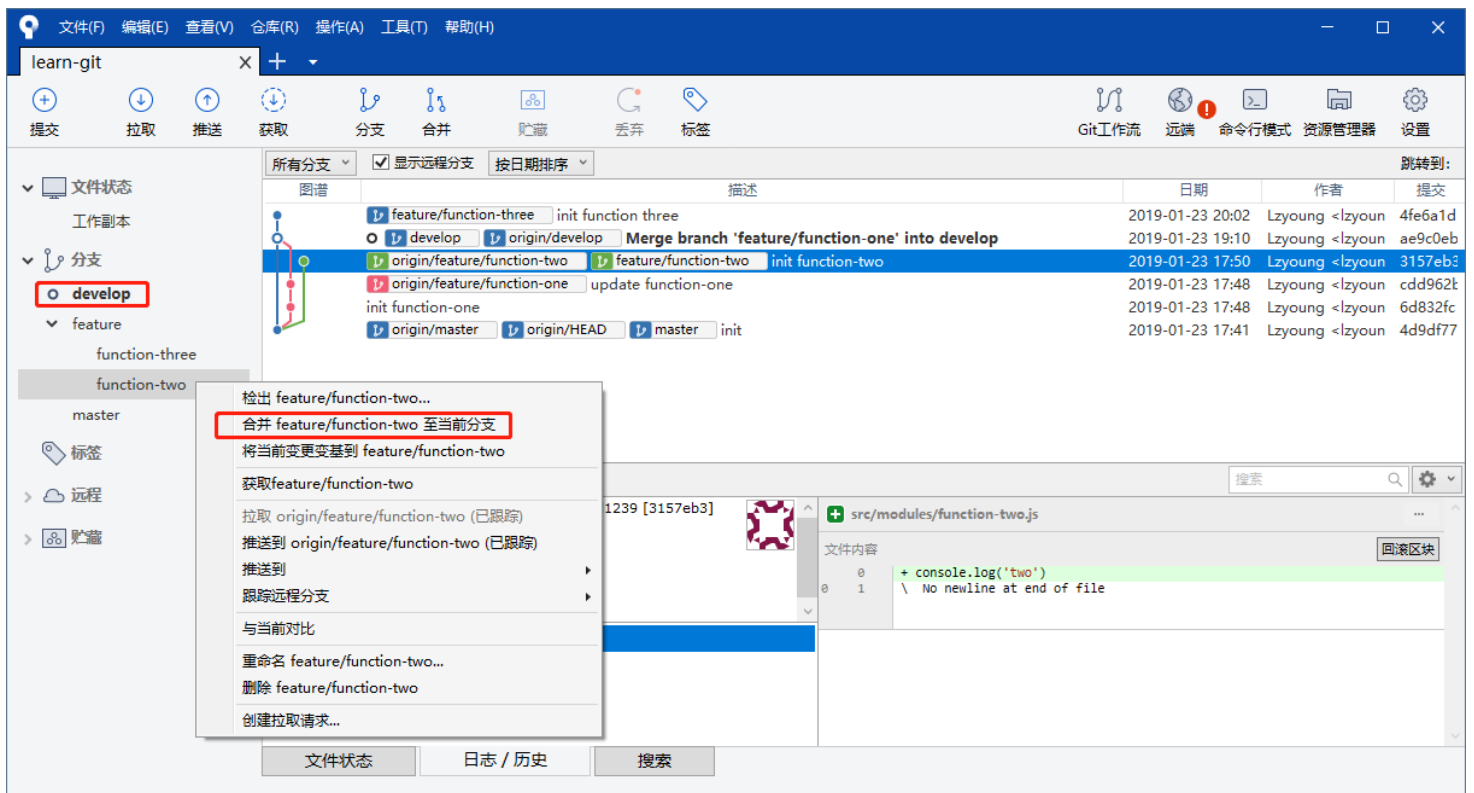 文件(F) 编辑(E) 查看(V) 仓库(R) 操作(A) 工具(T) 帮助(H)
learn-git
提交 拉取 推送 获取 分支 合并 贮藏 丢弃 标签 Git工作流 远端 命令行模式 资源管理器 设置
所有分支 显示远程分支 按日期排序 跳转到:
图谱 描述 日期 作者 提交
feature/function-three init function three 2019-01-23 20:02 Lzyoung <lzyoun 4fe6a1d
develop origin/develop Merge branch 'feature/function-one' into develop 2019-01-23 19:10 Lzyoung <lzyoun ae9c0eb
origin/feature/function-two feature/function-two init function-two 2019-01-23 17:50 Lzyoung <lzyoun 3157eb3
origin/feature/function-one update function-one 2019-01-23 17:48 Lzyoung <lzyoun cdd962b
init function-one 2019-01-23 17:48 Lzyoung <lzyoun 6d832fc
origin/master origin/HEAD master init 2019-01-23 17:41 Lzyoung <lzyoun 4d9df77
文件状态
工作副本
分支
develop
feature
function-three
function-two
master
标签
远程
贮藏
检出 feature/function-two...
合并 feature/function-two 至当前分支
将当前变更变基到 feature/function-two
获取feature/function-two
拉取 origin/feature/function-two (已跟踪)
推送到 origin/feature/function-two (已跟踪)
推送到
跟踪远程分支
与当前对比
重命名 feature/function-two...
删除 feature/function-two
创建拉取请求...
搜索
1239 [3157eb3]
src/modules/function-two.js ...
文件内容 回滚区块
0 + console.log('two')
0 1 \ No newline at end of file
文件状态 日志 / 历史 搜索